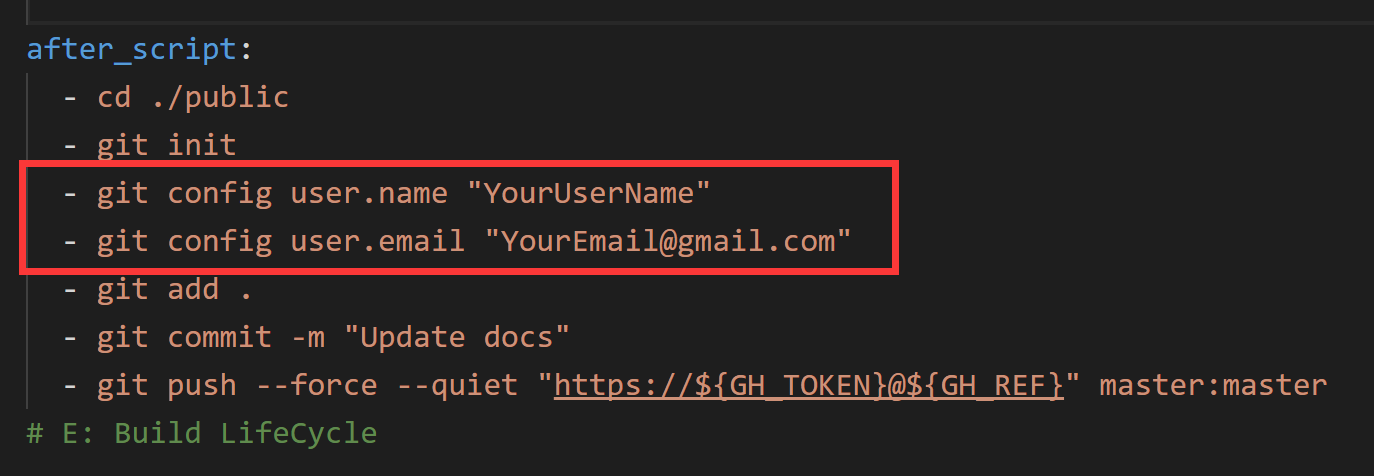 after_script:
- cd ./public
- git init
- git config user.name "YourUserName"
- git config user.email "YourEmail@gmail.com"
- git add .
- git commit -m "Update docs"
- git push --force --quiet "https://${GH_TOKEN}@${GH_REF}" master:master
# E: Build LifeCycle